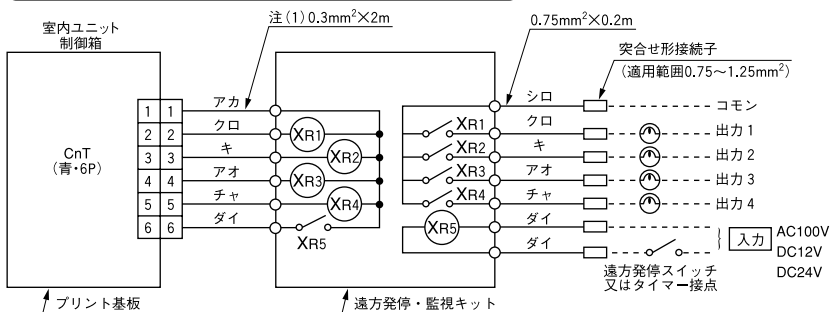 注(1)0.3mm²×2m
0.75mm²×0.2m
室内ユニット
制御箱
突合せ形接続子
(適用範囲0.75~1.25mm²)
CnT
(青・6P)
1 1 アカ
2 2 クロ XR1
3 3 キ XR2
4 4 アオ XR3
5 5 チャ XR4
6 6 ダイ XR5
シロ コモン
XR1 クロ 出力1
XR2 キ 出力2
XR3 アオ 出力3
XR4 チャ 出力4
XR5 ダイ
ダイ
入力
AC100V
DC12V
DC24V
遠方発停スイッチ
又はタイマー接点
プリント基板
遠方発停・監視キット